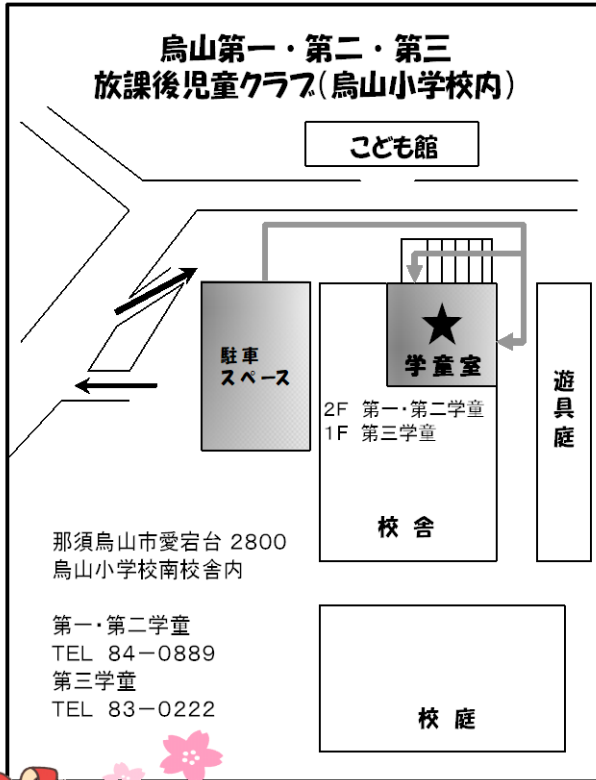 烏山第一・第二・第三
放課後児童クラブ(烏山小学校内)
こども館
駐車
スペース
学童室
2F 第一・第二学童
1F 第三学童
遊具庭
校舎
那須烏山市愛宕台 2800
烏山小学校南校舎内
第一・第二学童
TEL 84－0889
第三学童
TEL 83－0222
校庭